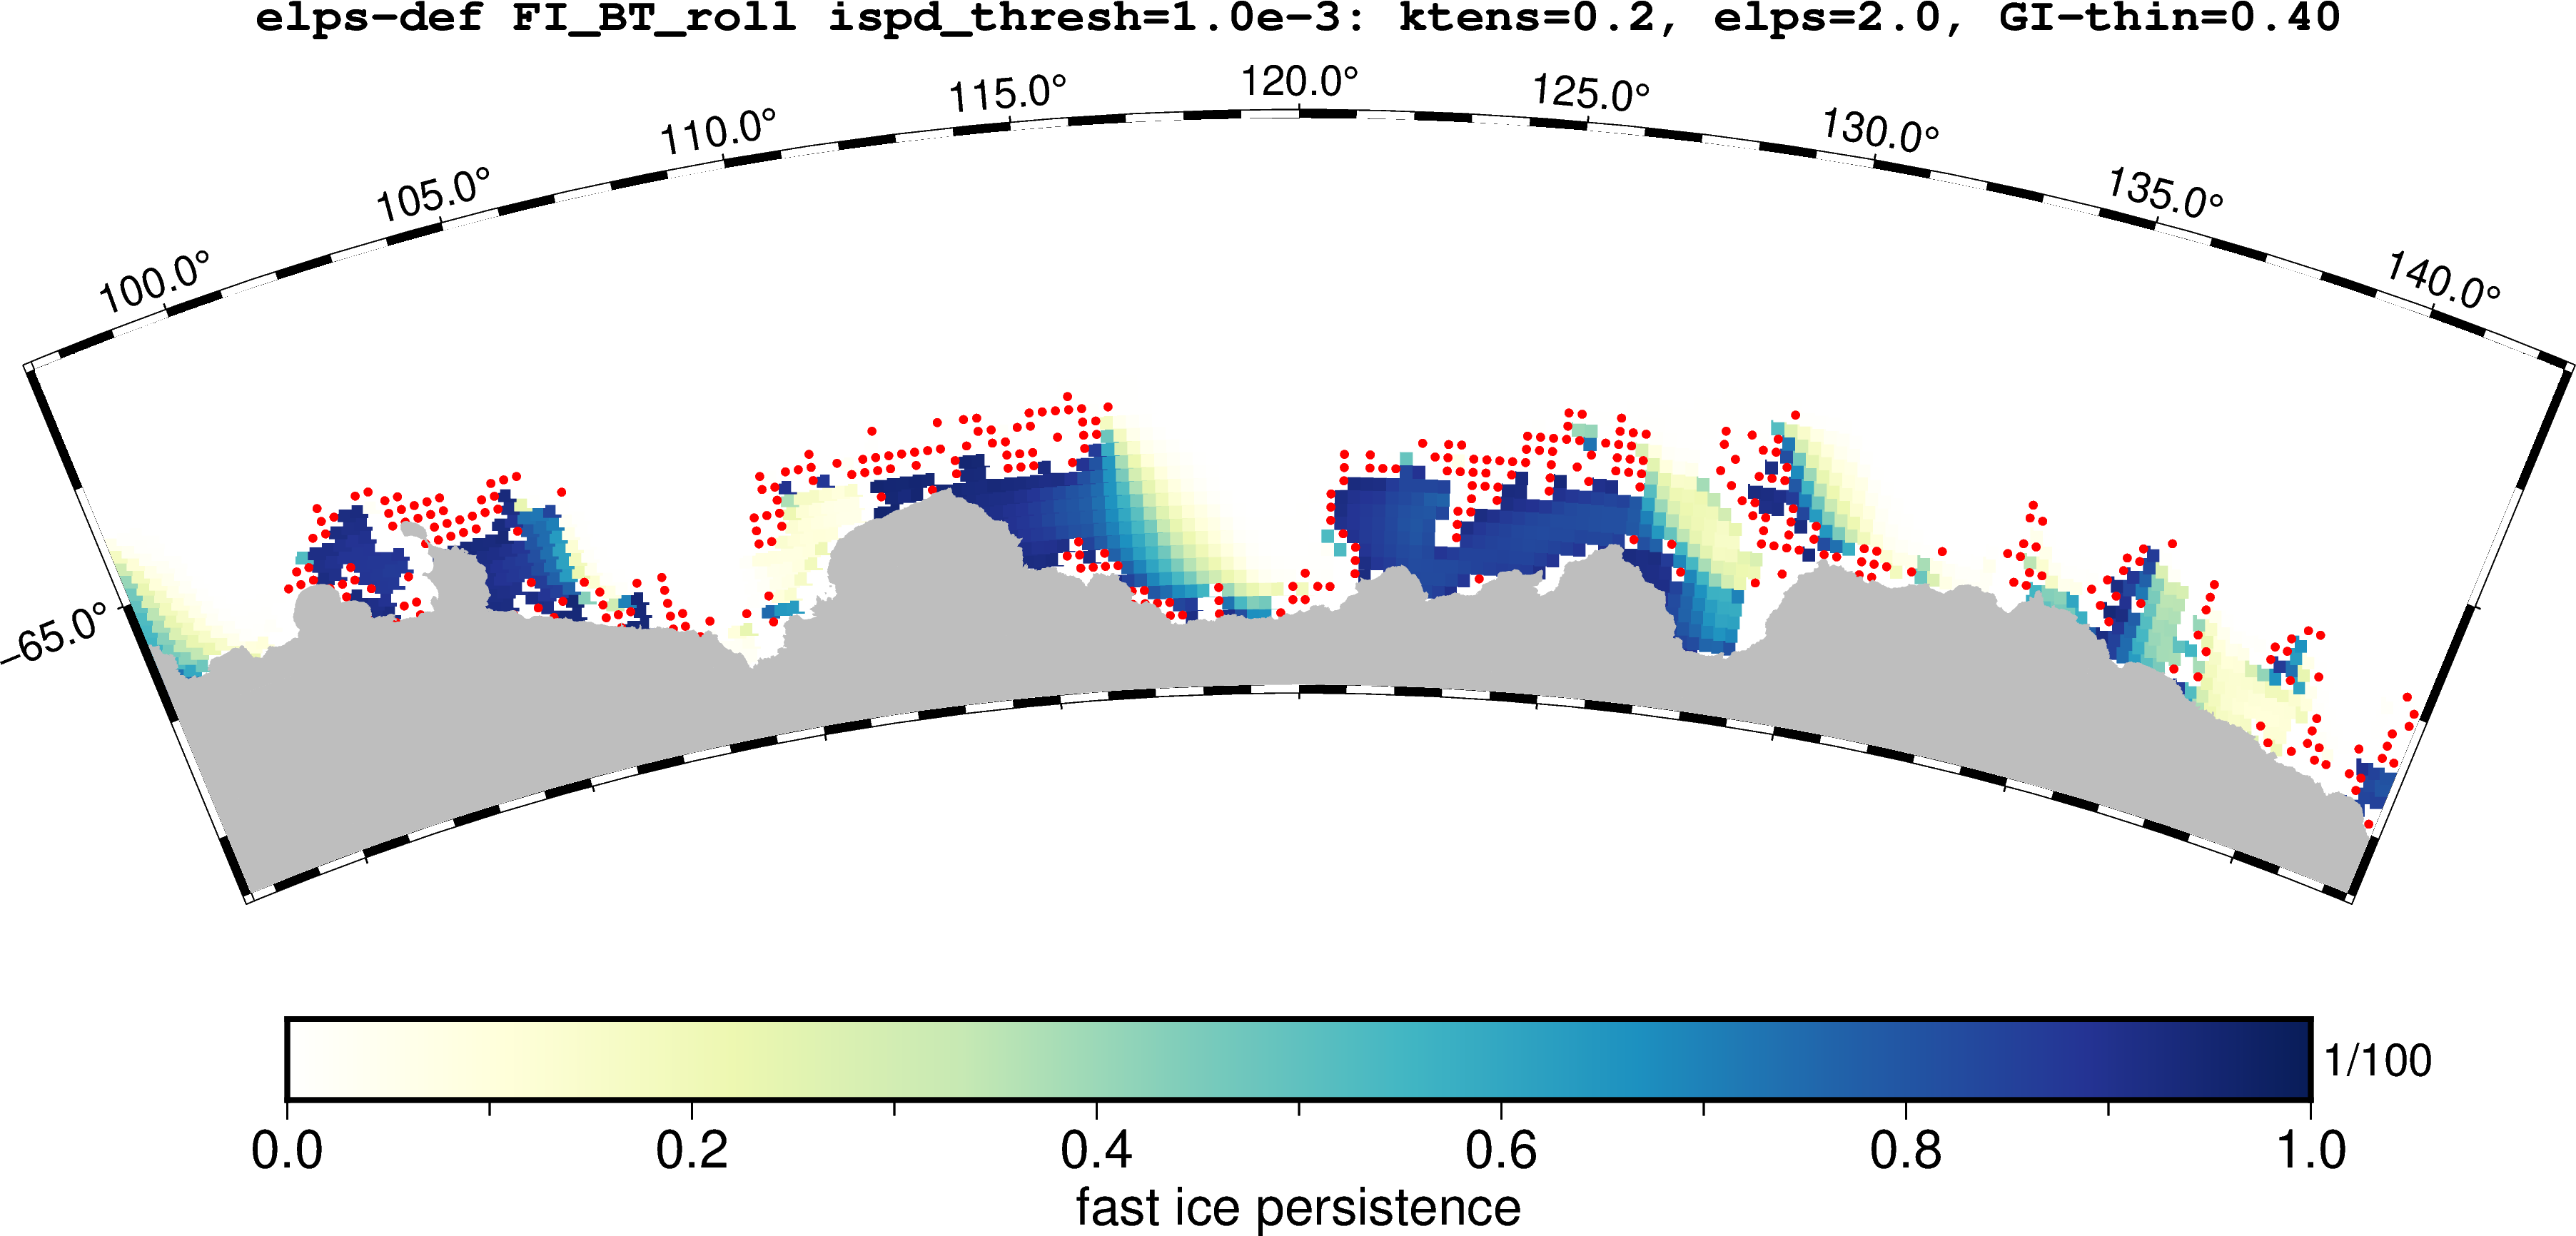 elps-def FI_BT_roll ispd_thresh=1.0e-3: ktens=0.2, elps=2.0, GI-thin=0.40
100.0° 105.0° 110.0° 115.0° 120.0° 125.0° 130.0° 135.0° 140.0°
-65.0°
1/100
0.0 0.2 0.4 0.6 0.8 1.0
fast ice persistence